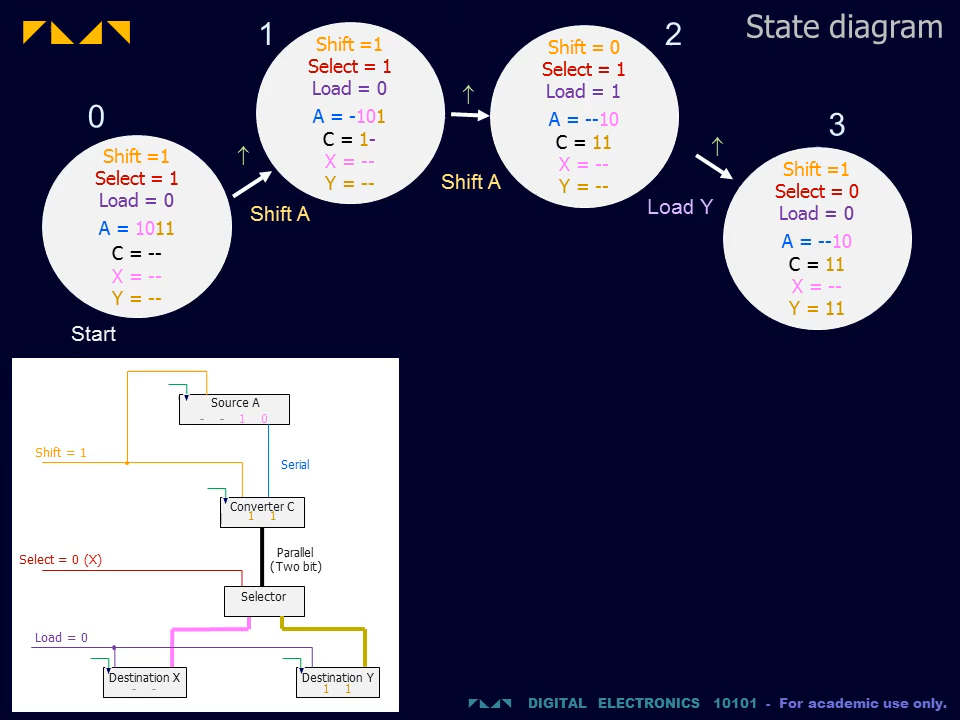 State diagram
0
Shift =1
Select = 1
Load = 0
A = 1011
C = --
X = --
Y = --
Start
↑
Shift A
1
Shift =1
Select = 1
Load = 0
A = -101
C = 1-
X = --
Y = --
↑
Shift A
2
Shift = 0
Select = 1
Load = 1
A = --10
C = 11
X = --
Y = --
↑
Load Y
3
Shift =1
Select = 0
Load = 0
A = --10
C = 11
X = --
Y = 11
Source A
- - 1 0
Shift = 1
Serial
Converter C
1 1
Parallel
(Two bit)
Select = 0 (X)
Selector
Load = 0
Destination X
- -
Destination Y
1 1
DIGITAL ELECTRONICS 10101 - For academic use only.